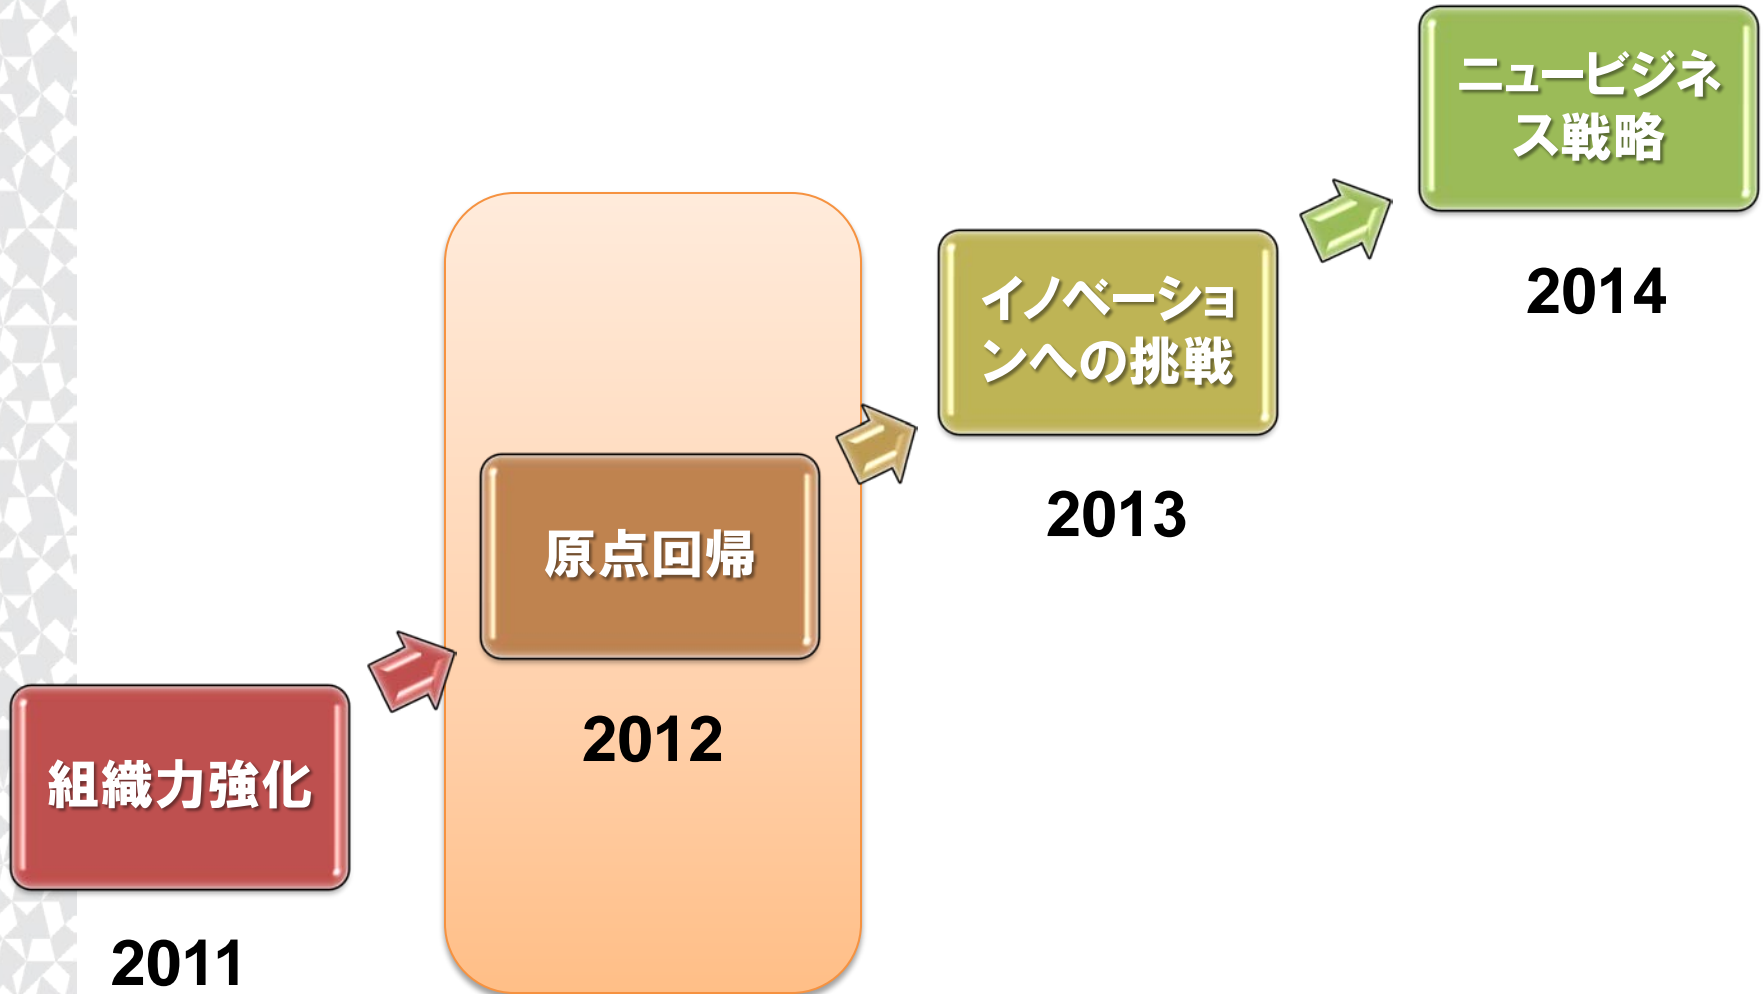 組織力強化
2011
原点回帰
2012
イノベーショ
ンへの挑戦
2013
ニュービジネ
ス戦略
2014